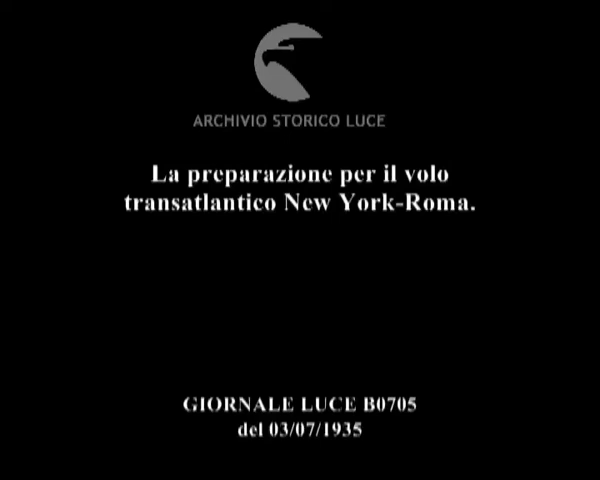 ARCHIVIO STORICO LUCE
La preparazione per il volo
transatlantico New York-Roma.
GIORNALE LUCE B0705
del 03/07/1935